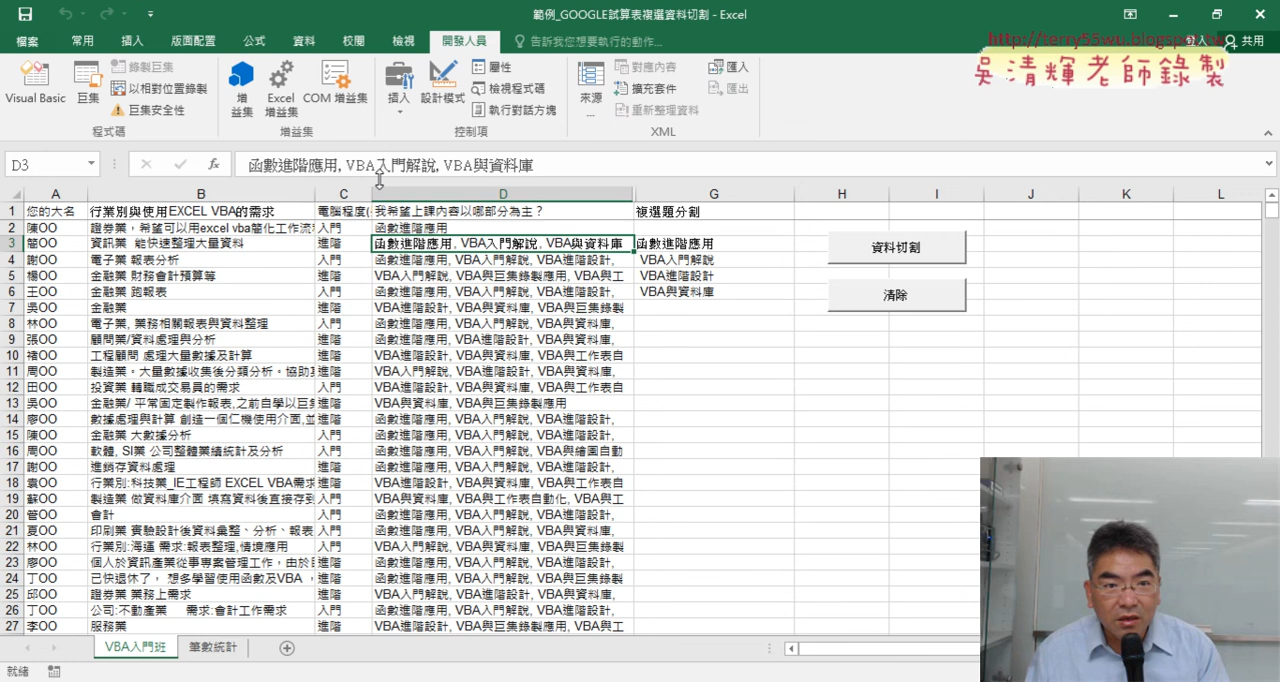 範例_GOOGLE試算表複選資料切割 - Excel
檔案 常用 插入 版面配置 公式 資料 校閱 檢視 開發人員 告訴我您想要執行的動作... 登入 共用
http://terry55wu.blogspot.tw
吳清輝老師錄製
Visual Basic 巨集 錄製巨集 以相對位置錄製 巨集安全性 程式碼
增益集 Excel 增益集 COM 增益集 增益集
插入 設計模式 屬性 檢視程式碼 執行對話方塊 控制項
來源... 對應內容 擴充套件 重新整理資料 匯入 匯出 XML
D3 fx 函數進階應用, VBA入門解說, VBA與資料庫
A B C D G H I J K L
1 您的大名 行業別與使用EXCEL VBA的需求 電腦程度( 我希望上課內容以哪部分為主？ 複選題分割
2 陳OO 證券業，希望可以用excel vba簡化工作流 入門 函數進階應用
3 簡OO 資訊業 能快速整理大量資料 進階 函數進階應用, VBA入門解說, VBA與資料庫 函數進階應用
4 謝OO 電子業 報表分析 入門 函數進階應用, VBA入門解說, VBA進階設計, VBA入門解說
5 楊OO 金融業 財務會計預算等 進階 VBA入門解說, VBA與巨集錄製應用, VBA與工 VBA進階設計
6 王OO 金融業 跑報表 入門 函數進階應用, VBA入門解說, VBA進階設計, VBA與資料庫
7 吳OO 金融業 進階 VBA進階設計, VBA與資料庫, VBA與巨集錄製
8 林OO 電子業, 業務相關報表與資料整理 入門 函數進階應用, VBA入門解說, VBA與資料庫,
9 張OO 顧問業/資料處理與分析 進階 函數進階應用, VBA入門解說, VBA與資料庫,
10 褚OO 工程顧問 處理大量數據及計算 入門 VBA進階設計, VBA與資料庫, VBA與工作表自
11 周OO 製造業。大量數據收集後分類分析。協助 進階 VBA入門解說, VBA進階設計, VBA與資料庫,
12 田OO 投資業 轉職成交易員的需求 入門 VBA進階設計, VBA與資料庫, VBA與工作表自
13 吳OO 金融業/ 平常固定製作報表,之前自學以巨 進階 VBA與資料庫, VBA與巨集錄製應用
14 廖OO 數據處理與計算 創造一個仁機使用介面,並 進階 函數進階應用, VBA入門解說, VBA進階設計,
15 陳OO 金融業 大數據分析 入門 函數進階應用, VBA入門解說, VBA進階設計,
16 周OO 軟體, SI業 公司整體業績統計及分析 入門 函數進階應用, VBA入門解說, VBA與繪圖自動
17 謝OO 進銷存資料處理 進階 函數進階應用, VBA入門解說, VBA進階設計,
18 袁OO 行業別:科技業_IE工程師 EXCEL VBA需求 進階 VBA進階設計, VBA與資料庫, VBA與工作表自
19 蘇OO 製造業 做資料庫介面 填寫資料後直接存到 入門 VBA與資料庫, VBA與工作表自動化, VBA與工
20 管OO 會計 入門 函數進階應用, VBA入門解說, VBA進階設計,
21 夏OO 印刷業 實驗設計後資料彙整、分析、報表 入門 函數進階應用, VBA入門解說, VBA與資料庫,
22 林OO 行業別:海運 需求:報表整理,情境應用 入門 VBA入門解說, VBA與資料庫, VBA與巨集錄製
23 廖OO 個人於資訊產業從事專案管理工作，由於 進階 函數進階應用, VBA入門解說, VBA進階設計,
24 丁OO 已快退休了， 想多學習使用函數及VBA， 進階 函數進階應用, VBA入門解說, VBA與巨集錄製
25 邱OO 證券業 業務上需求 進階 VBA入門解說, VBA進階設計, VBA與資料庫,
26 丁OO 公司:不動產業 需求:會計工作需求 入門 函數進階應用, VBA入門解說, VBA進階設計,
27 李OO 服務業 進階 VBA入門解說, VBA進階設計, VBA與工
資料切割
清除
VBA入門班 筆數統計
就緒